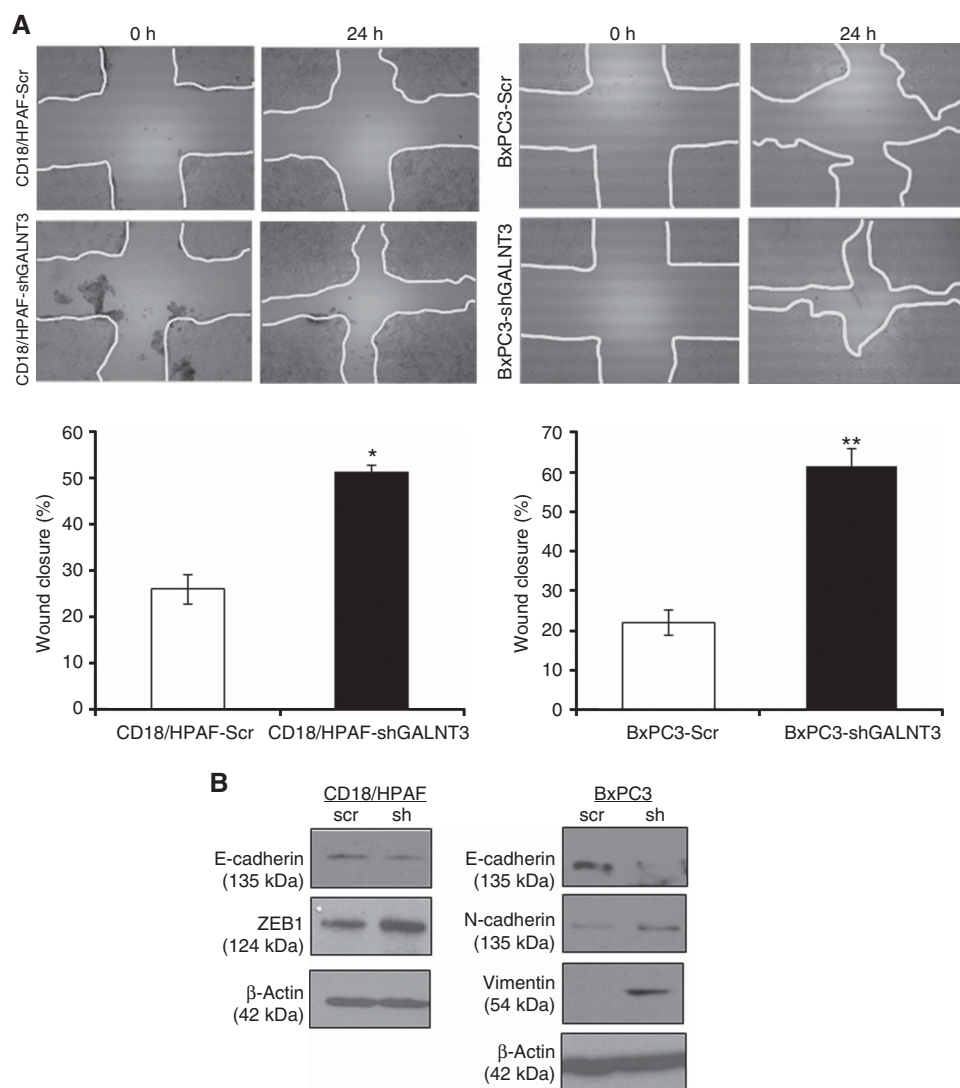 A
0 h
24 h
0 h
24 h
CD18/HPAF-Scr
BxPC3-Scr
CD18/HPAF-shGALNT3
BxPC3-shGALNT3
Wound closure (%)
60
50
40
30
20
10
0
*
CD18/HPAF-Scr
CD18/HPAF-shGALNT3
Wound closure (%)
70
60
50
40
30
20
10
0
**
BxPC3-Scr
BxPC3-shGALNT3
B
CD18/HPAF
scr sh
E-cadherin
(135 kDa)
ZEB1
(124 kDa)
β-Actin
(42 kDa)
BxPC3
scr sh
E-cadherin
(135 kDa)
N-cadherin
(135 kDa)
Vimentin
(54 kDa)
β-Actin
(42 kDa)